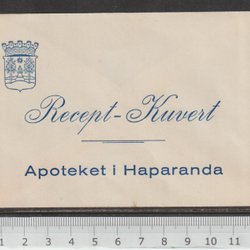 Recept-Kuvert
Apoteket i Haparanda
1 2 3 4 5 6 7 8 9 10 11